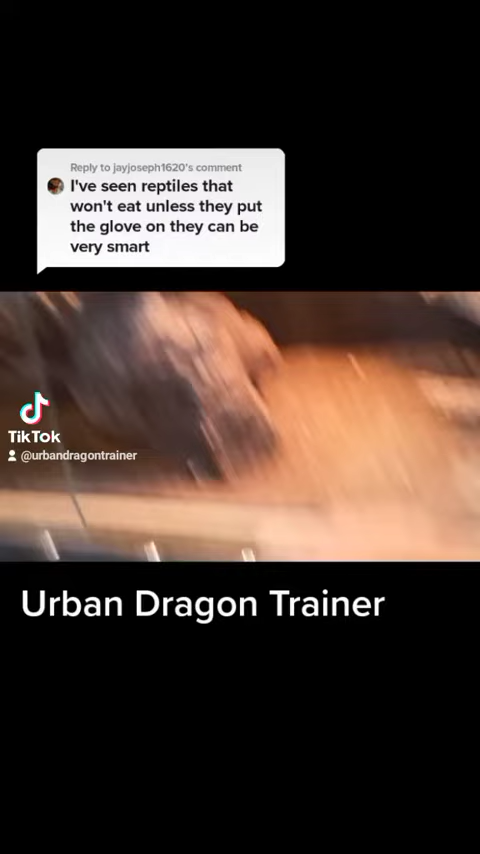 Reply to jayjoseph1620's comment
I've seen reptiles that
won't eat unless they put
the glove on they can be
very smart
TikTok
@urbandragontrainer
Urban Dragon Trainer